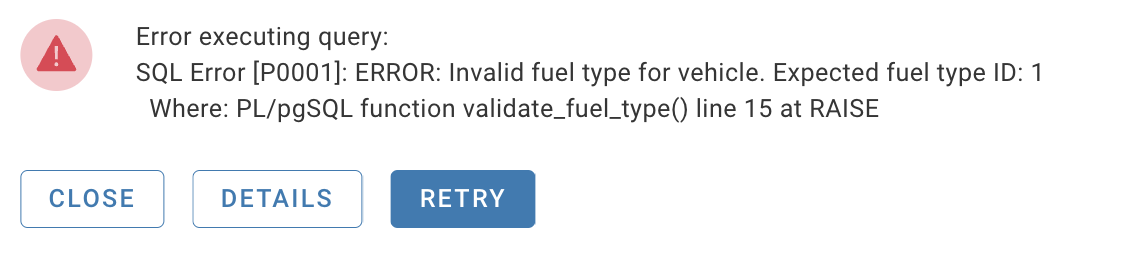 Error executing query:
SQL Error [P0001]: ERROR: Invalid fuel type for vehicle. Expected fuel type ID: 1
Where: PL/pgSQL function validate_fuel_type() line 15 at RAISE
CLOSE DETAILS RETRY